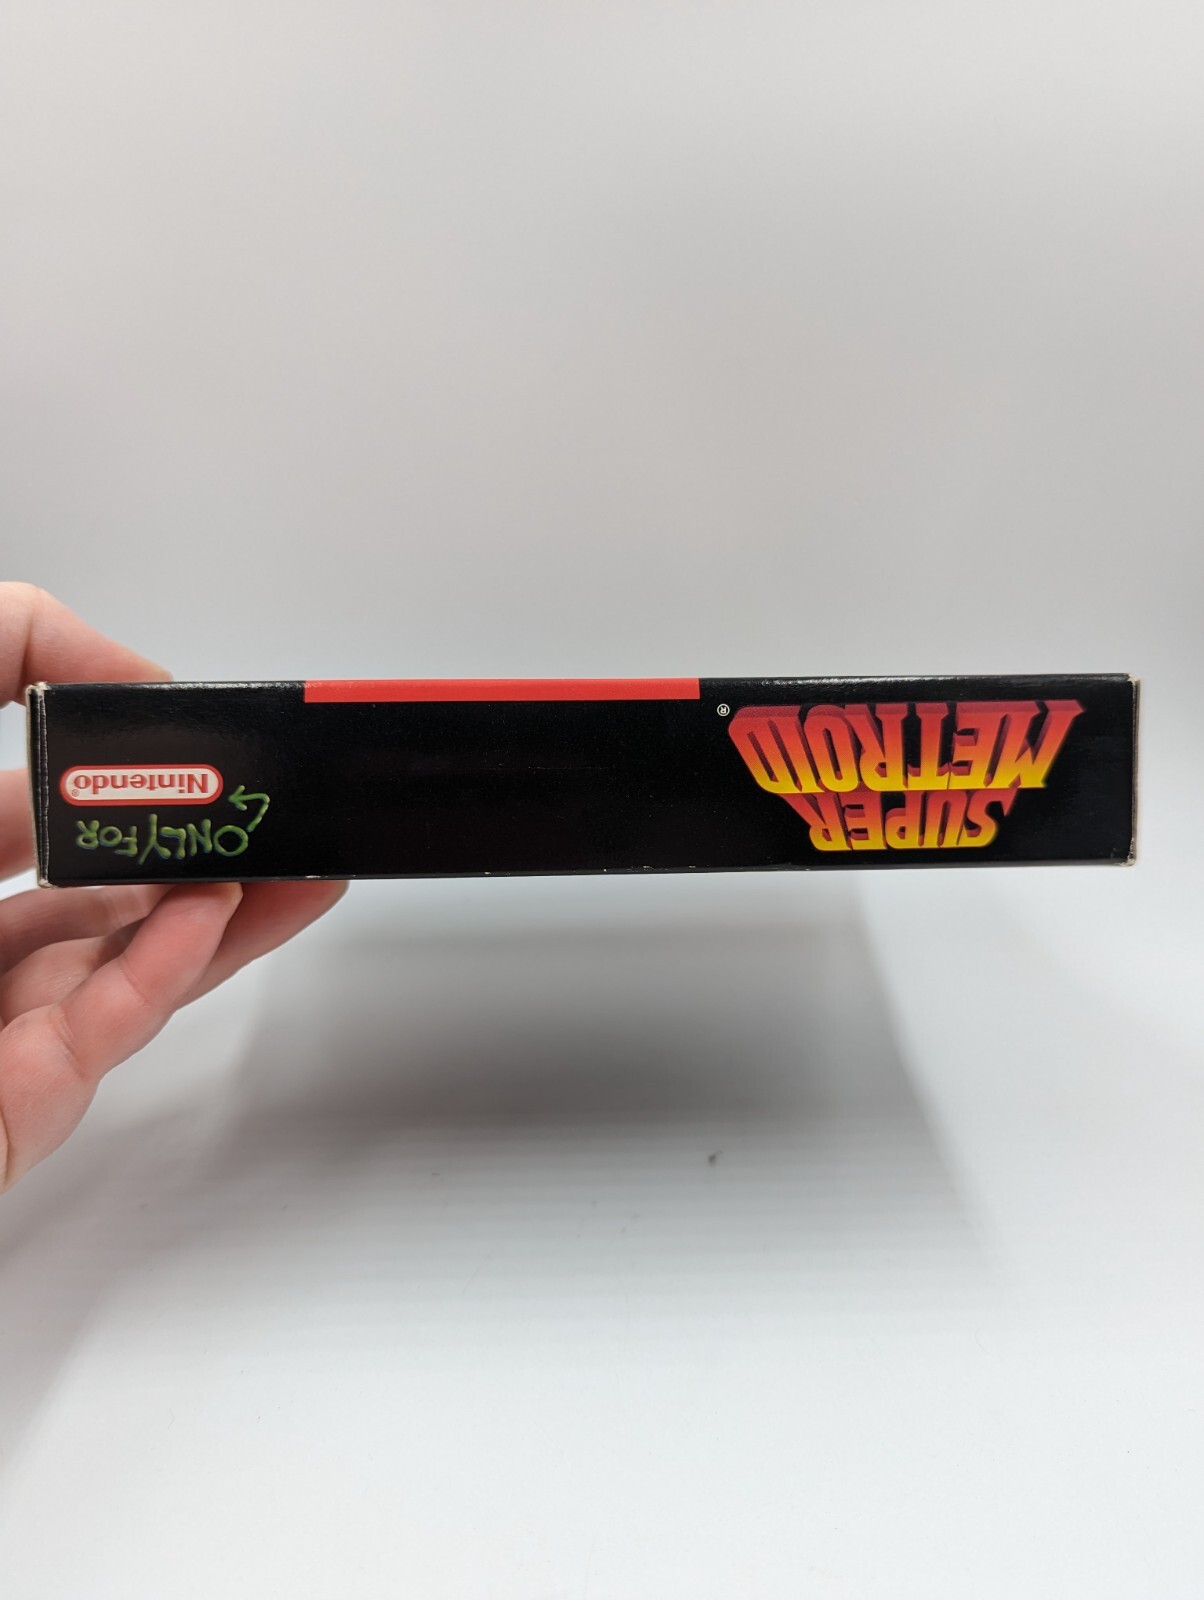 SUPER
METROID®
ONLY FOR
Nintendo®